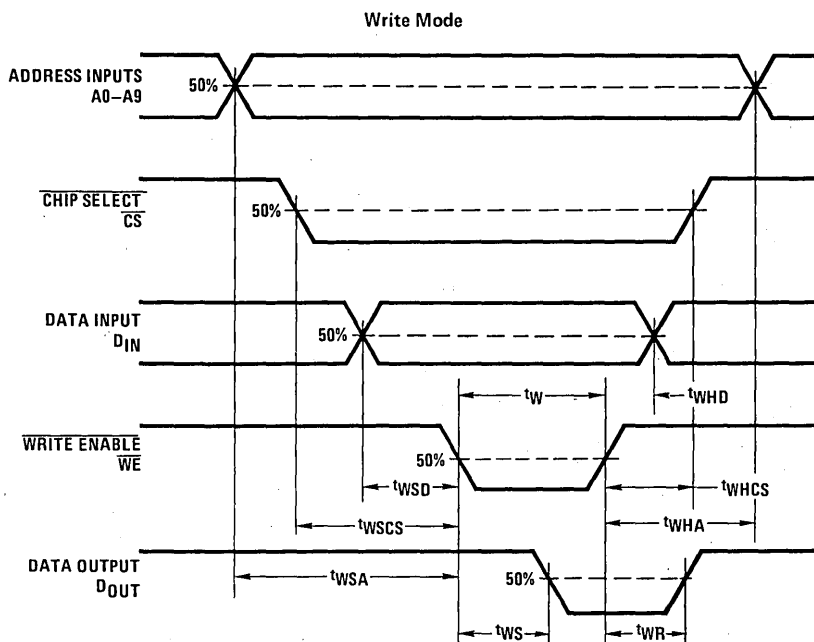 Write Mode
ADDRESS INPUTS
A0–A9
50%
CHIP SELECT
CS
50%
DATA INPUT
DIN
50%
tW
tWHD
WRITE ENABLE
WE
50%
tWSD
tWHCS
tWSCS
tWHA
DATA OUTPUT
DOUT
tWSA
50%
tWS
tWR